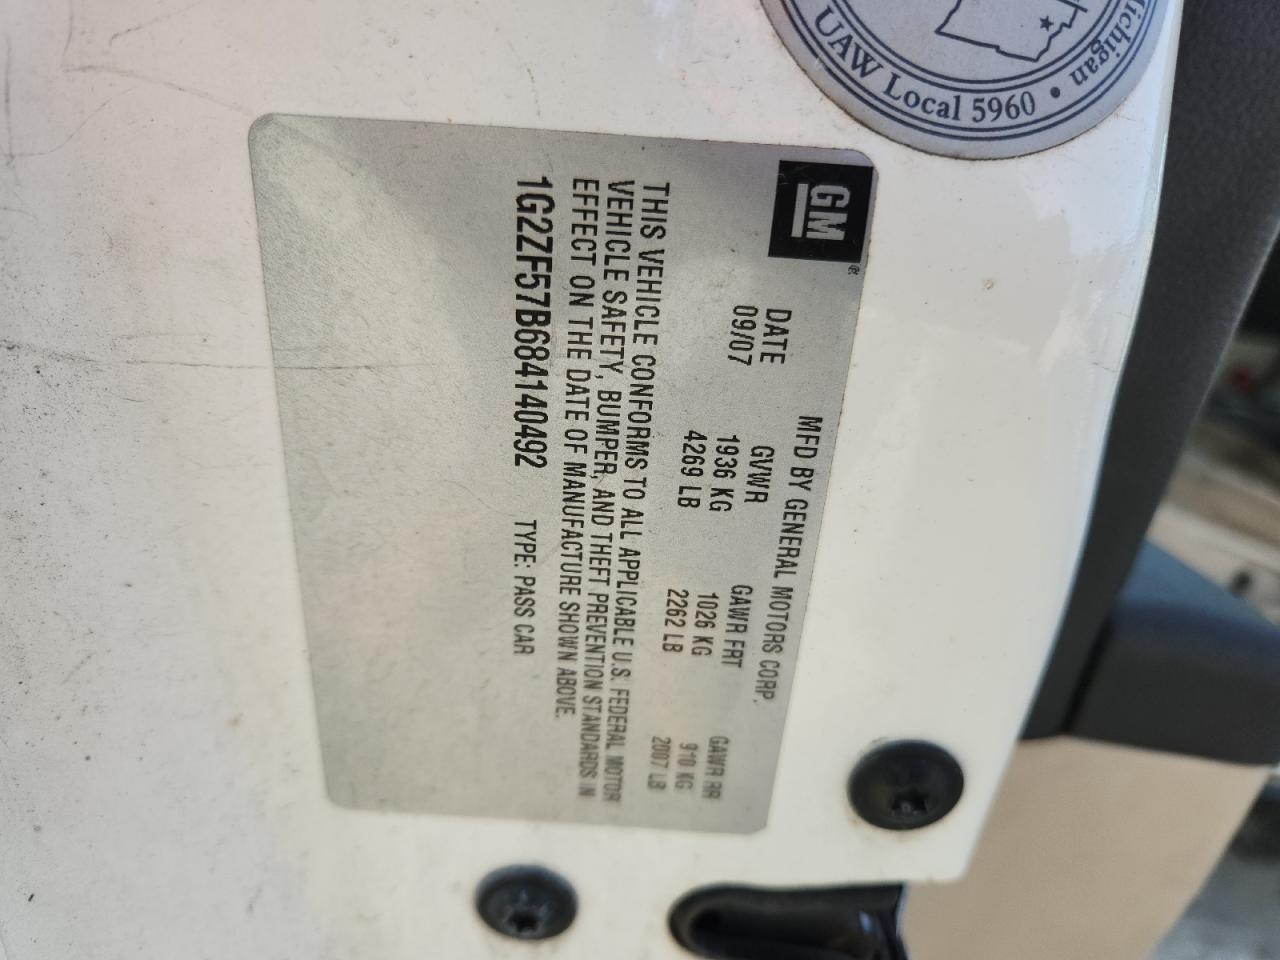 Michigan
UAW Local 5960 •
GM
®
MFD BY GENERAL MOTORS CORP.
DATE GVWR GAWR FRT GAWR RR
09/07 1936 KG 1026 KG 910 KG
4269 LB 2262 LB 2007 LB
THIS VEHICLE CONFORMS TO ALL APPLICABLE U.S. FEDERAL MOTOR
VEHICLE SAFETY, BUMPER, AND THEFT PREVENTION STANDARDS IN
EFFECT ON THE DATE OF MANUFACTURE SHOWN ABOVE.
1G2ZF57B684140492 TYPE: PASS CAR